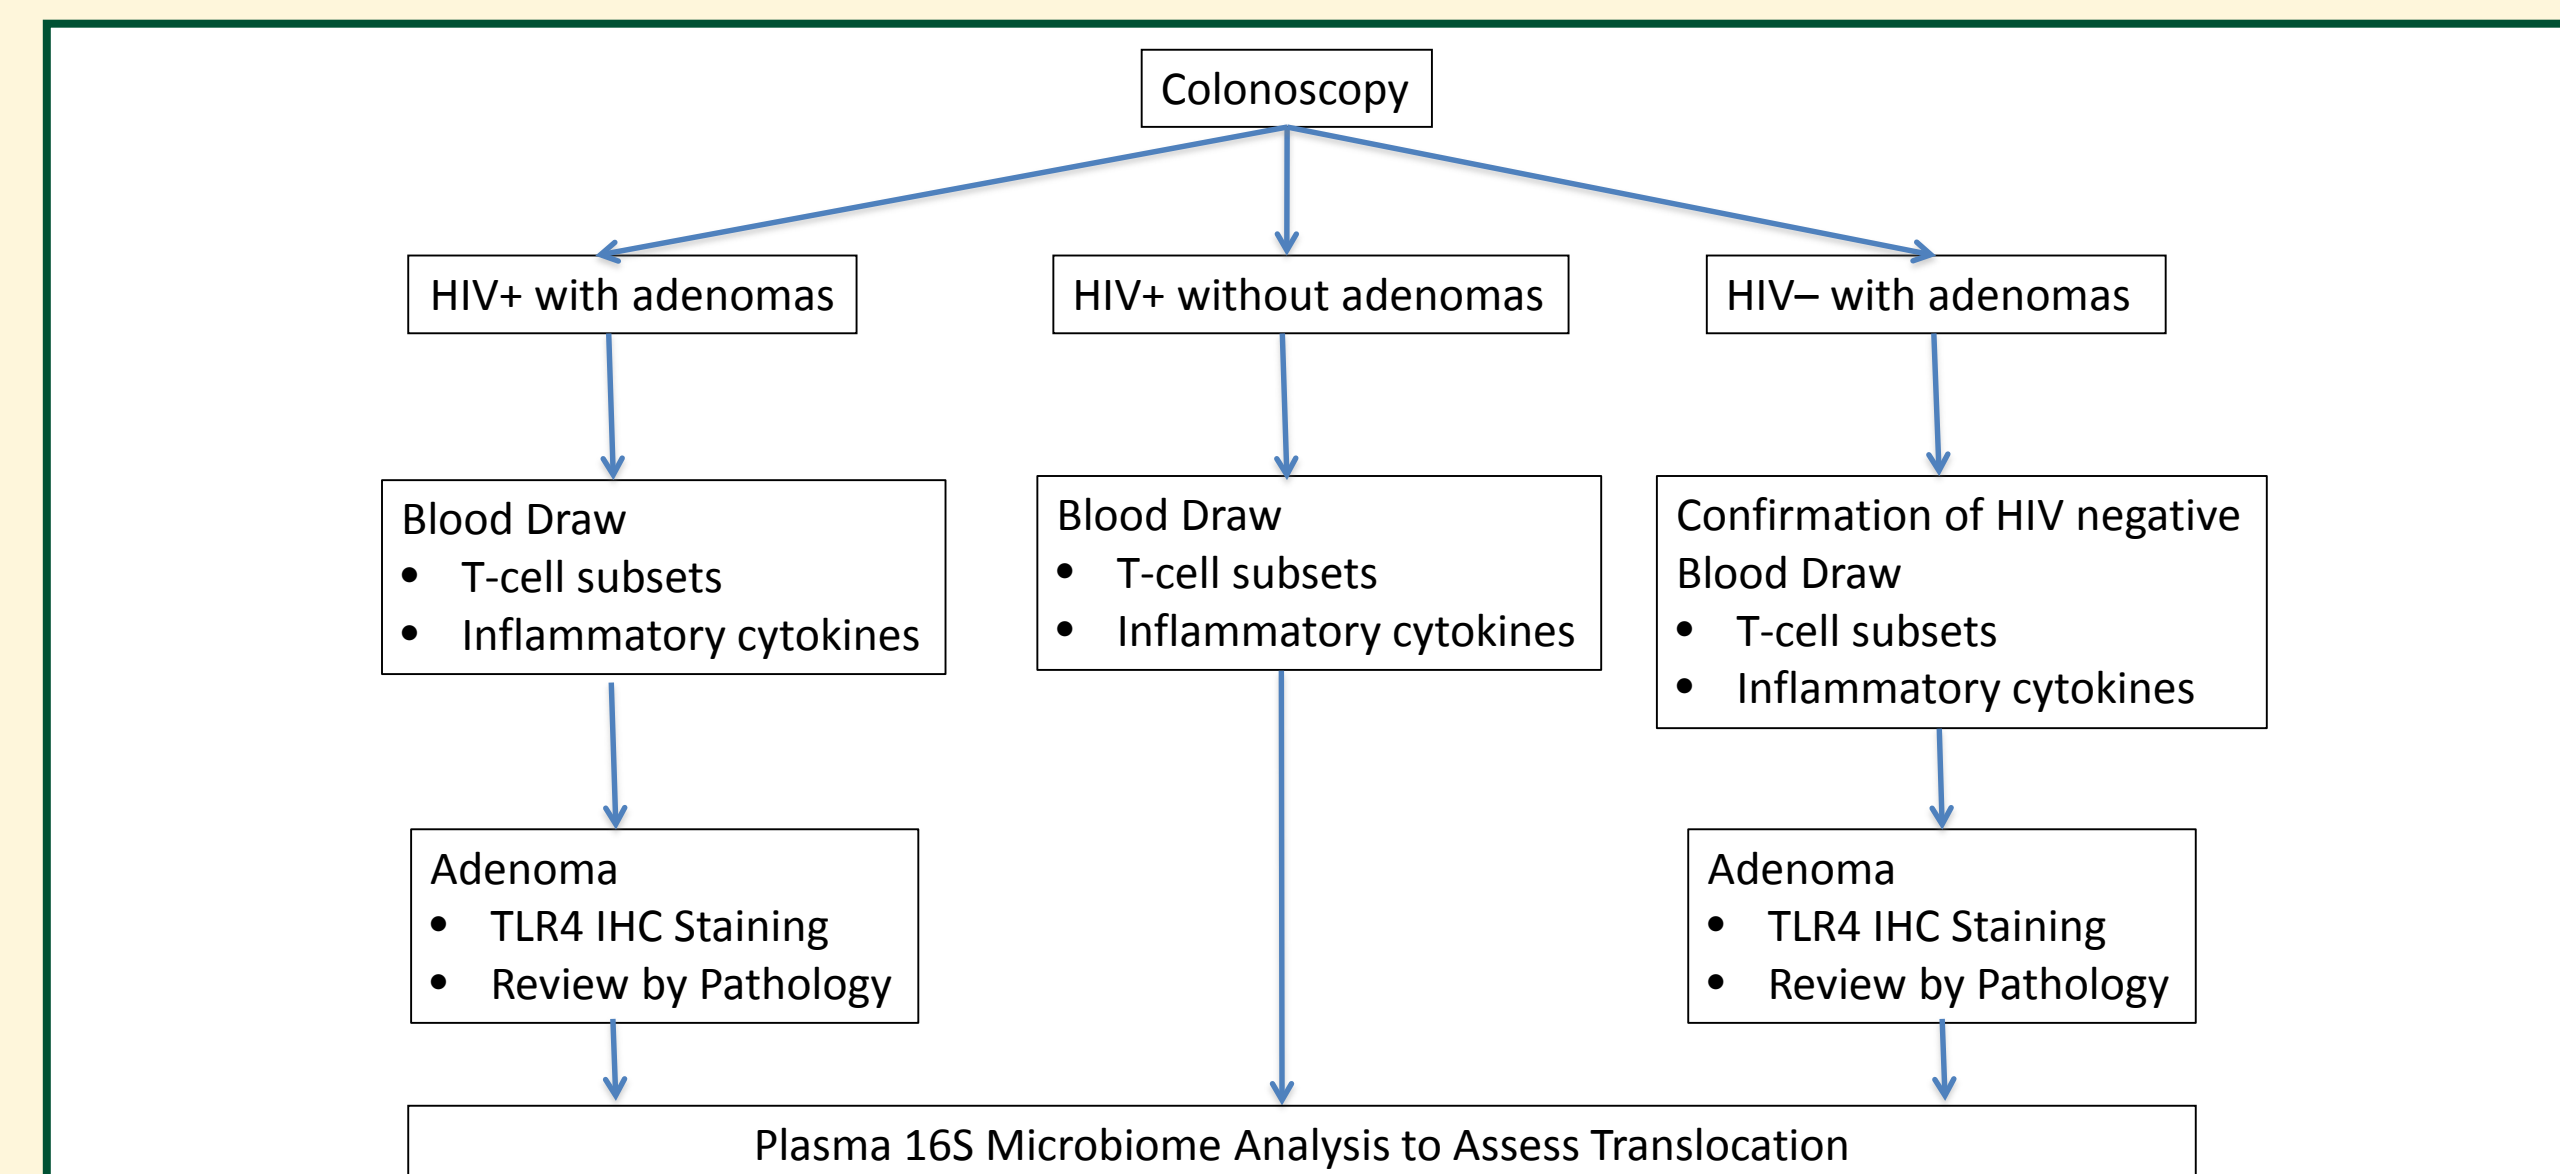 Colonoscopy
HIV+ with adenomas
HIV+ without adenomas
HIV– with adenomas
Blood Draw
• T-cell subsets
• Inflammatory cytokines
Blood Draw
• T-cell subsets
• Inflammatory cytokines
Confirmation of HIV negative
Blood Draw
• T-cell subsets
• Inflammatory cytokines
Adenoma
• TLR4 IHC Staining
• Review by Pathology
Adenoma
• TLR4 IHC Staining
• Review by Pathology
Plasma 16S Microbiome Analysis to Assess Translocation